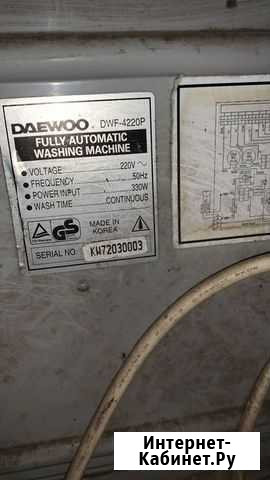 DAEWOO DWF-4220P
FULLY AUTOMATIC
WASHING MACHINE
• VOLTAGE 220V ~
• FREQUENCY 50Hz
• POWER INPUT 330W
• WASH TIME CONTINUOUS
MADE IN
KOREA
SERIAL NO. KW72030003
Интернет-
Кабинет.Ру